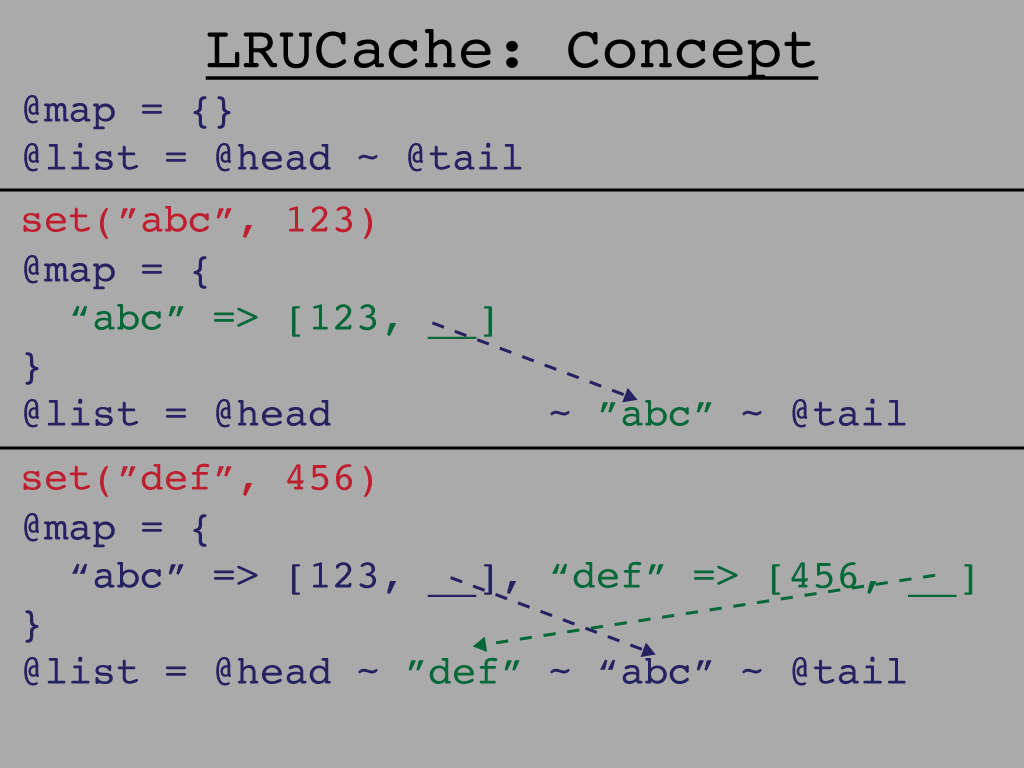 LRUCache: Concept
@map = {}
@list = @head ~ @tail
set(”abc”, 123)
@map = {
“abc” => [123, __]
}
@list = @head ~ ”abc” ~ @tail
set(”def”, 456)
@map = {
“abc” => [123, __], “def” => [456, __]
}
@list = @head ~ ”def” ~ “abc” ~ @tail